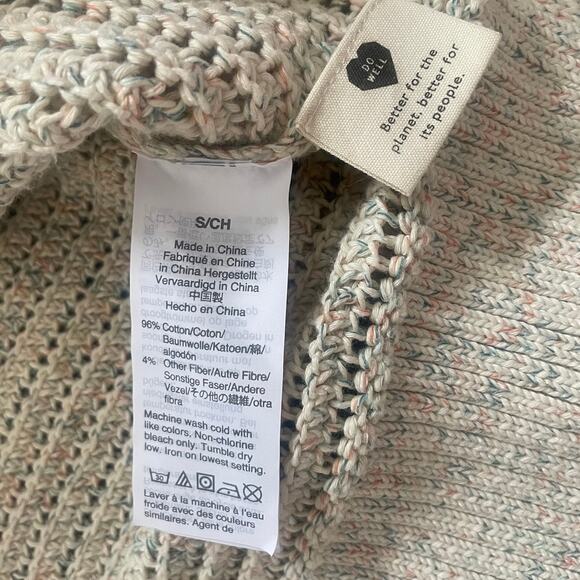 DO
WELL
Better for the
planet, better for
its people.
S/CH
Made in China
Fabriqué en Chine
in China Hergestellt
Vervaardigd in China
中国製
Hecho en China
96% Cotton/Coton/
Baumwolle/Katoen/綿/
algodón
4% Other Fiber/Autre Fibre/
Sonstige Faser/Andere
Vezel/その他の繊維/otra
fibra
Machine wash cold with
like colors. Non-chlorine
bleach only. Tumble dry
low. Iron on lowest setting.
30
Laver à la machine à l'eau
froide avec des couleurs
similaires. Agent de